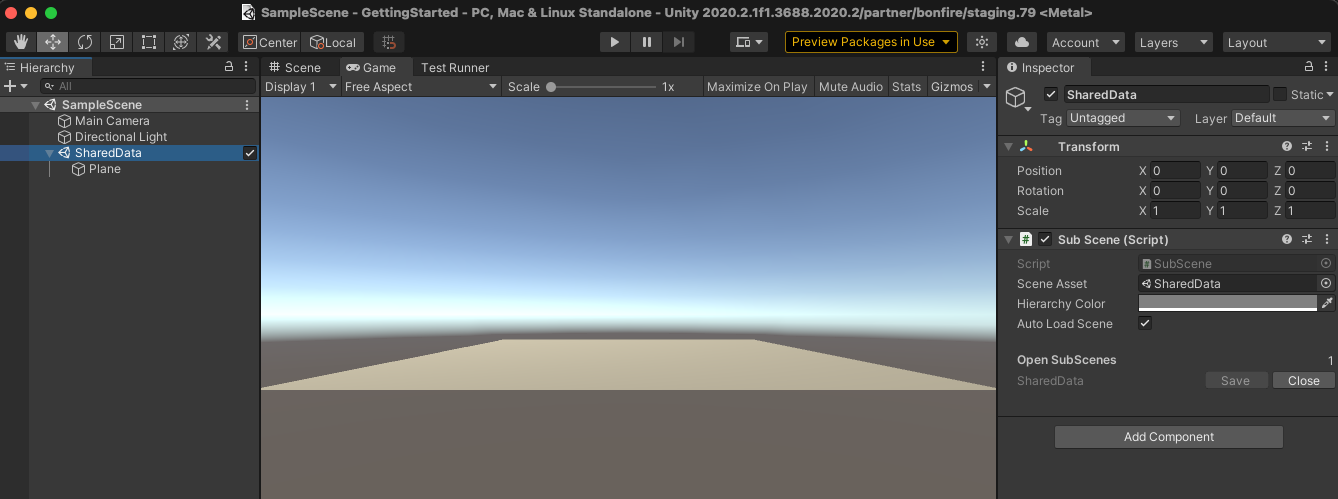 SampleScene - GettingStarted - PC, Mac & Linux Standalone - Unity 2020.2.1f1.3688.2020.2/partner/bonfire/staging.79 <Metal>
Center Local Preview Packages in Use Account Layers Layout
Hierarchy
All
SampleScene
Main Camera
Directional Light
SharedData
Plane
Scene Game Test Runner
Display 1 Free Aspect Scale 1x Maximize On Play Mute Audio Stats Gizmos
Inspector
SharedData Static
Tag Untagged Layer Default
Transform
Position X 0 Y 0 Z 0
Rotation X 0 Y 0 Z 0
Scale X 1 Y 1 Z 1
# Sub Scene (Script)
Script # SubScene
Scene Asset SharedData
Hierarchy Color
Auto Load Scene
Open SubScenes 1
SharedData Save Close
Add Component